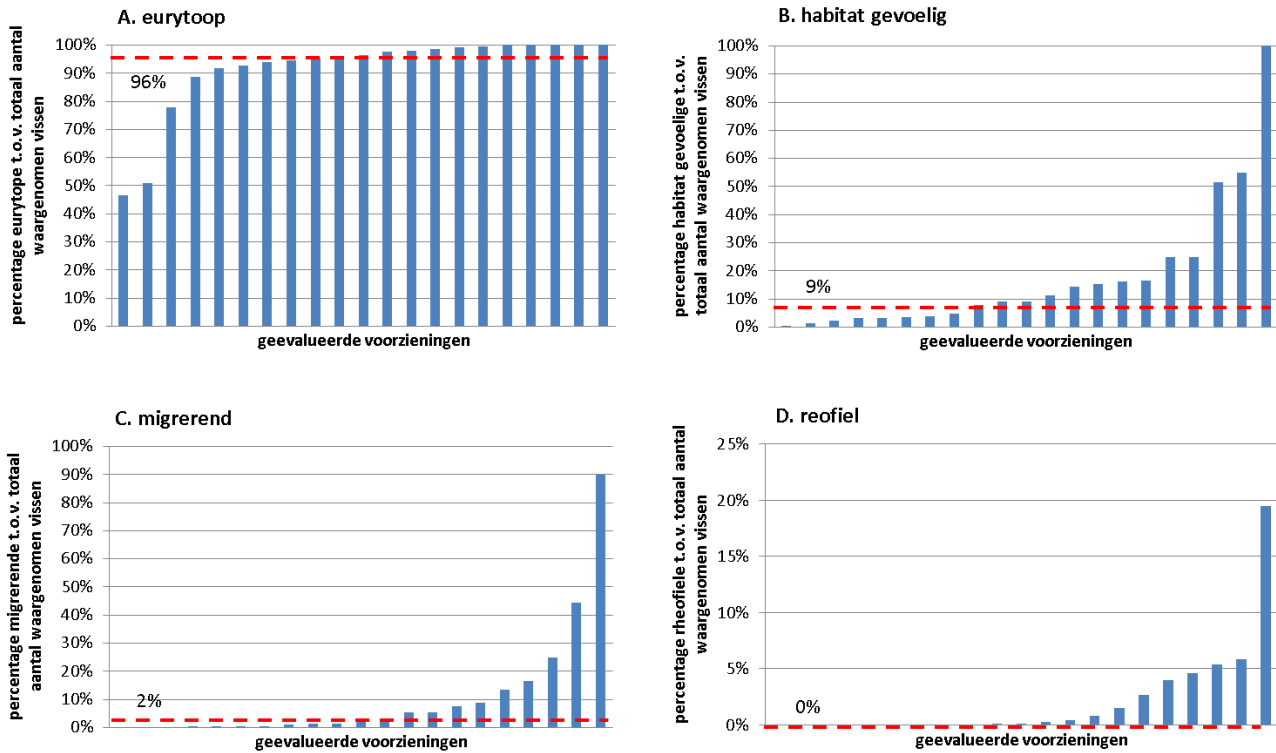 A. eurytoop
percentage eurytope t.o.v. totaal aantal
waargenomen vissen
100%
90%
80%
70%
60%
50%
40%
30%
20%
10%
0%
96%
geevalueerde voorzieningen
B. habitat gevoelig
percentage habitat gevoelige t.o.v.
totaal aantal waargenomen vissen
100%
90%
80%
70%
60%
50%
40%
30%
20%
10%
0%
9%
geevalueerde voorzieningen
C. migrerend
percentage migrerende t.o.v. totaal
aantal waargenomen vissen
100%
90%
80%
70%
60%
50%
40%
30%
20%
10%
0%
2%
geevalueerde voorzieningen
D. reofiel
percentage rheofiele t.o.v. totaal aantal
waargenomen vissen
25%
20%
15%
10%
5%
0%
0%
geevalueerde voorzieningen